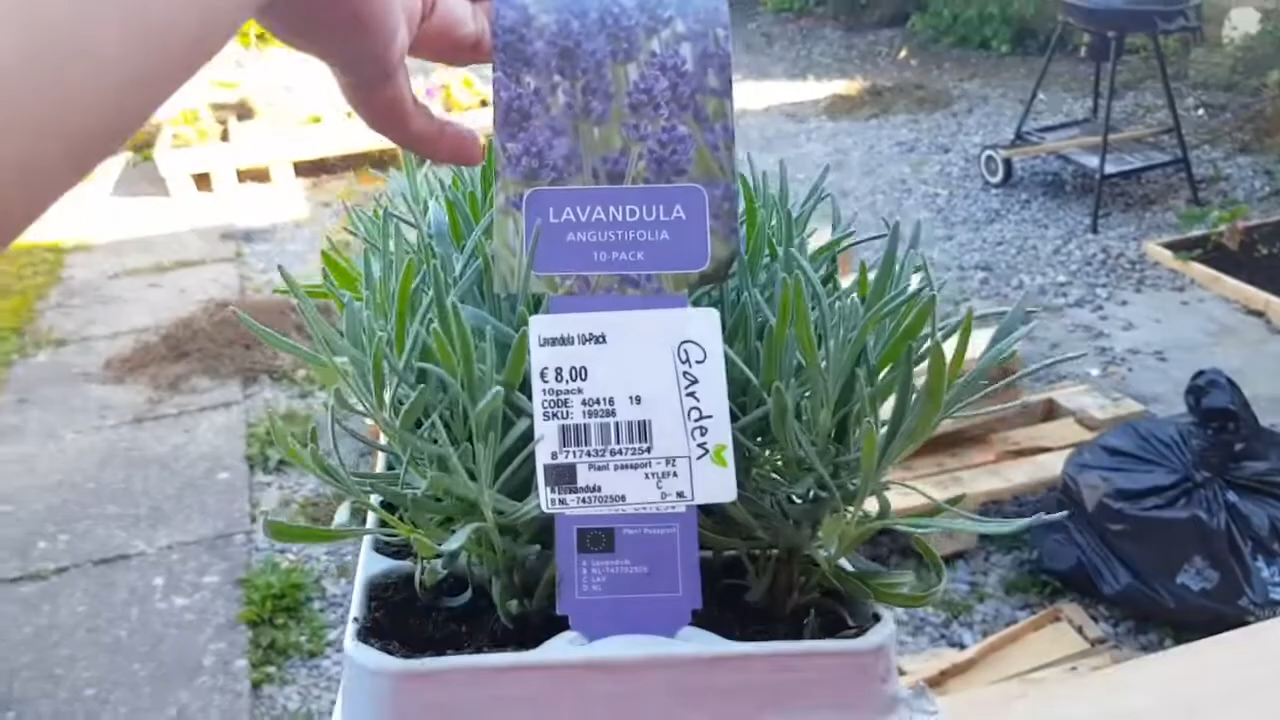 LAVANDULA
ANGUSTIFOLIA
10-PACK
Lavandula 10-Pack
€ 8,00
10pack
CODE: 40416 19
SKU: 199286
Garden
8 717432 647254
Plant passport - PZ
XYLEFA
A Lavandula
C
B NL-743702506
D- NL
Plant Passport
A Lavandula
B NL-743702506
C LAV
D NL